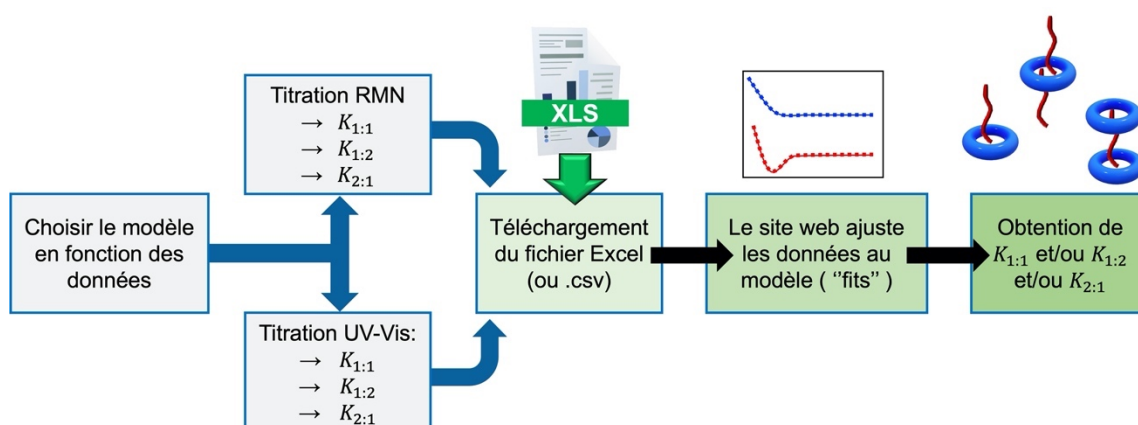 Choisir le modèle
en fonction des
données
Titration RMN
→ K1:1
→ K1:2
→ K2:1
Titration UV-Vis:
→ K1:1
→ K1:2
→ K2:1
XLS
Téléchargement
du fichier Excel
(ou .csv)
Le site web ajuste
les données au
modèle ( ‘’fits’’ )
Obtention de
K1:1 et/ou K1:2
et/ou K2:1